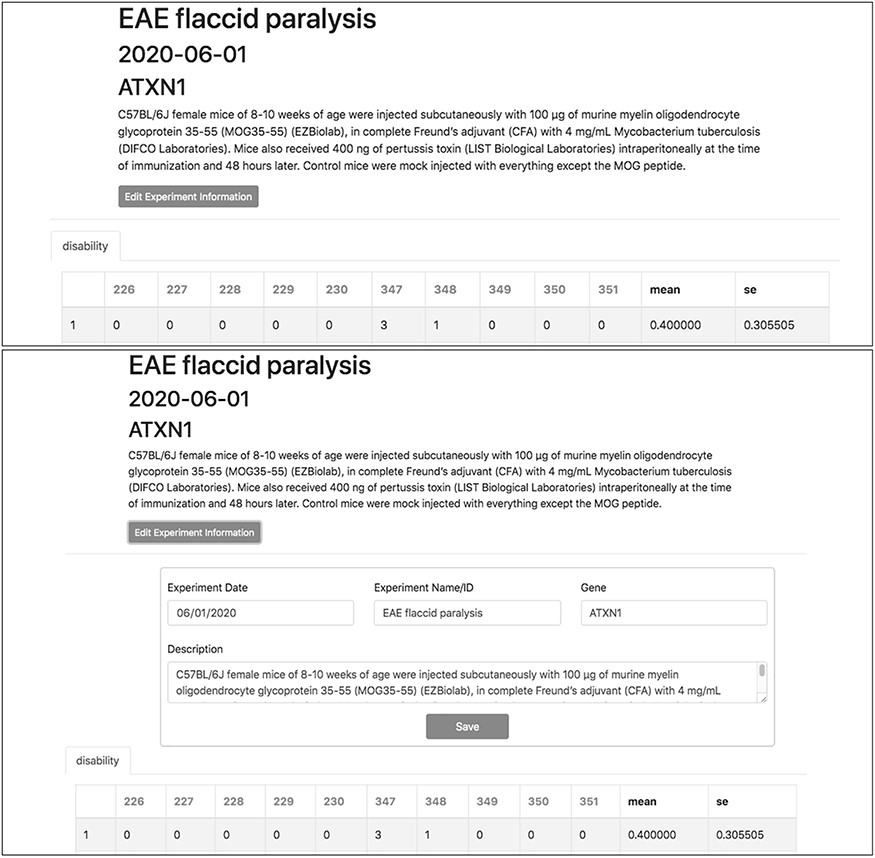 EAE flaccid paralysis
2020-06-01
ATXN1
C57BL/6J female mice of 8-10 weeks of age were injected subcutaneously with 100 µg of murine myelin oligodendrocyte
glycoprotein 35-55 (MOG35-55) (EZBiolab), in complete Freund's adjuvant (CFA) with 4 mg/mL Mycobacterium tuberculosis
(DIFCO Laboratories). Mice also received 400 ng of pertussis toxin (LIST Biological Laboratories) intraperitoneally at the time
of immunization and 48 hours later. Control mice were mock injected with everything except the MOG peptide.
Edit Experiment Information
disability
226 227 228 229 230 347 348 349 350 351 mean se
1 0 0 0 0 0 3 1 0 0 0 0.400000 0.305505
EAE flaccid paralysis
2020-06-01
ATXN1
C57BL/6J female mice of 8-10 weeks of age were injected subcutaneously with 100 µg of murine myelin oligodendrocyte
glycoprotein 35-55 (MOG35-55) (EZBiolab), in complete Freund's adjuvant (CFA) with 4 mg/mL Mycobacterium tuberculosis
(DIFCO Laboratories). Mice also received 400 ng of pertussis toxin (LIST Biological Laboratories) intraperitoneally at the time
of immunization and 48 hours later. Control mice were mock injected with everything except the MOG peptide.
Edit Experiment Information
Experiment Date Experiment Name/ID Gene
06/01/2020 EAE flaccid paralysis ATXN1
Description
C57BL/6J female mice of 8-10 weeks of age were injected subcutaneously with 100 µg of murine myelin
oligodendrocyte glycoprotein 35-55 (MOG35-55) (EZBiolab), in complete Freund's adjuvant (CFA) with 4 mg/mL
Save
disability
226 227 228 229 230 347 348 349 350 351 mean se
1 0 0 0 0 0 3 1 0 0 0 0.400000 0.305505